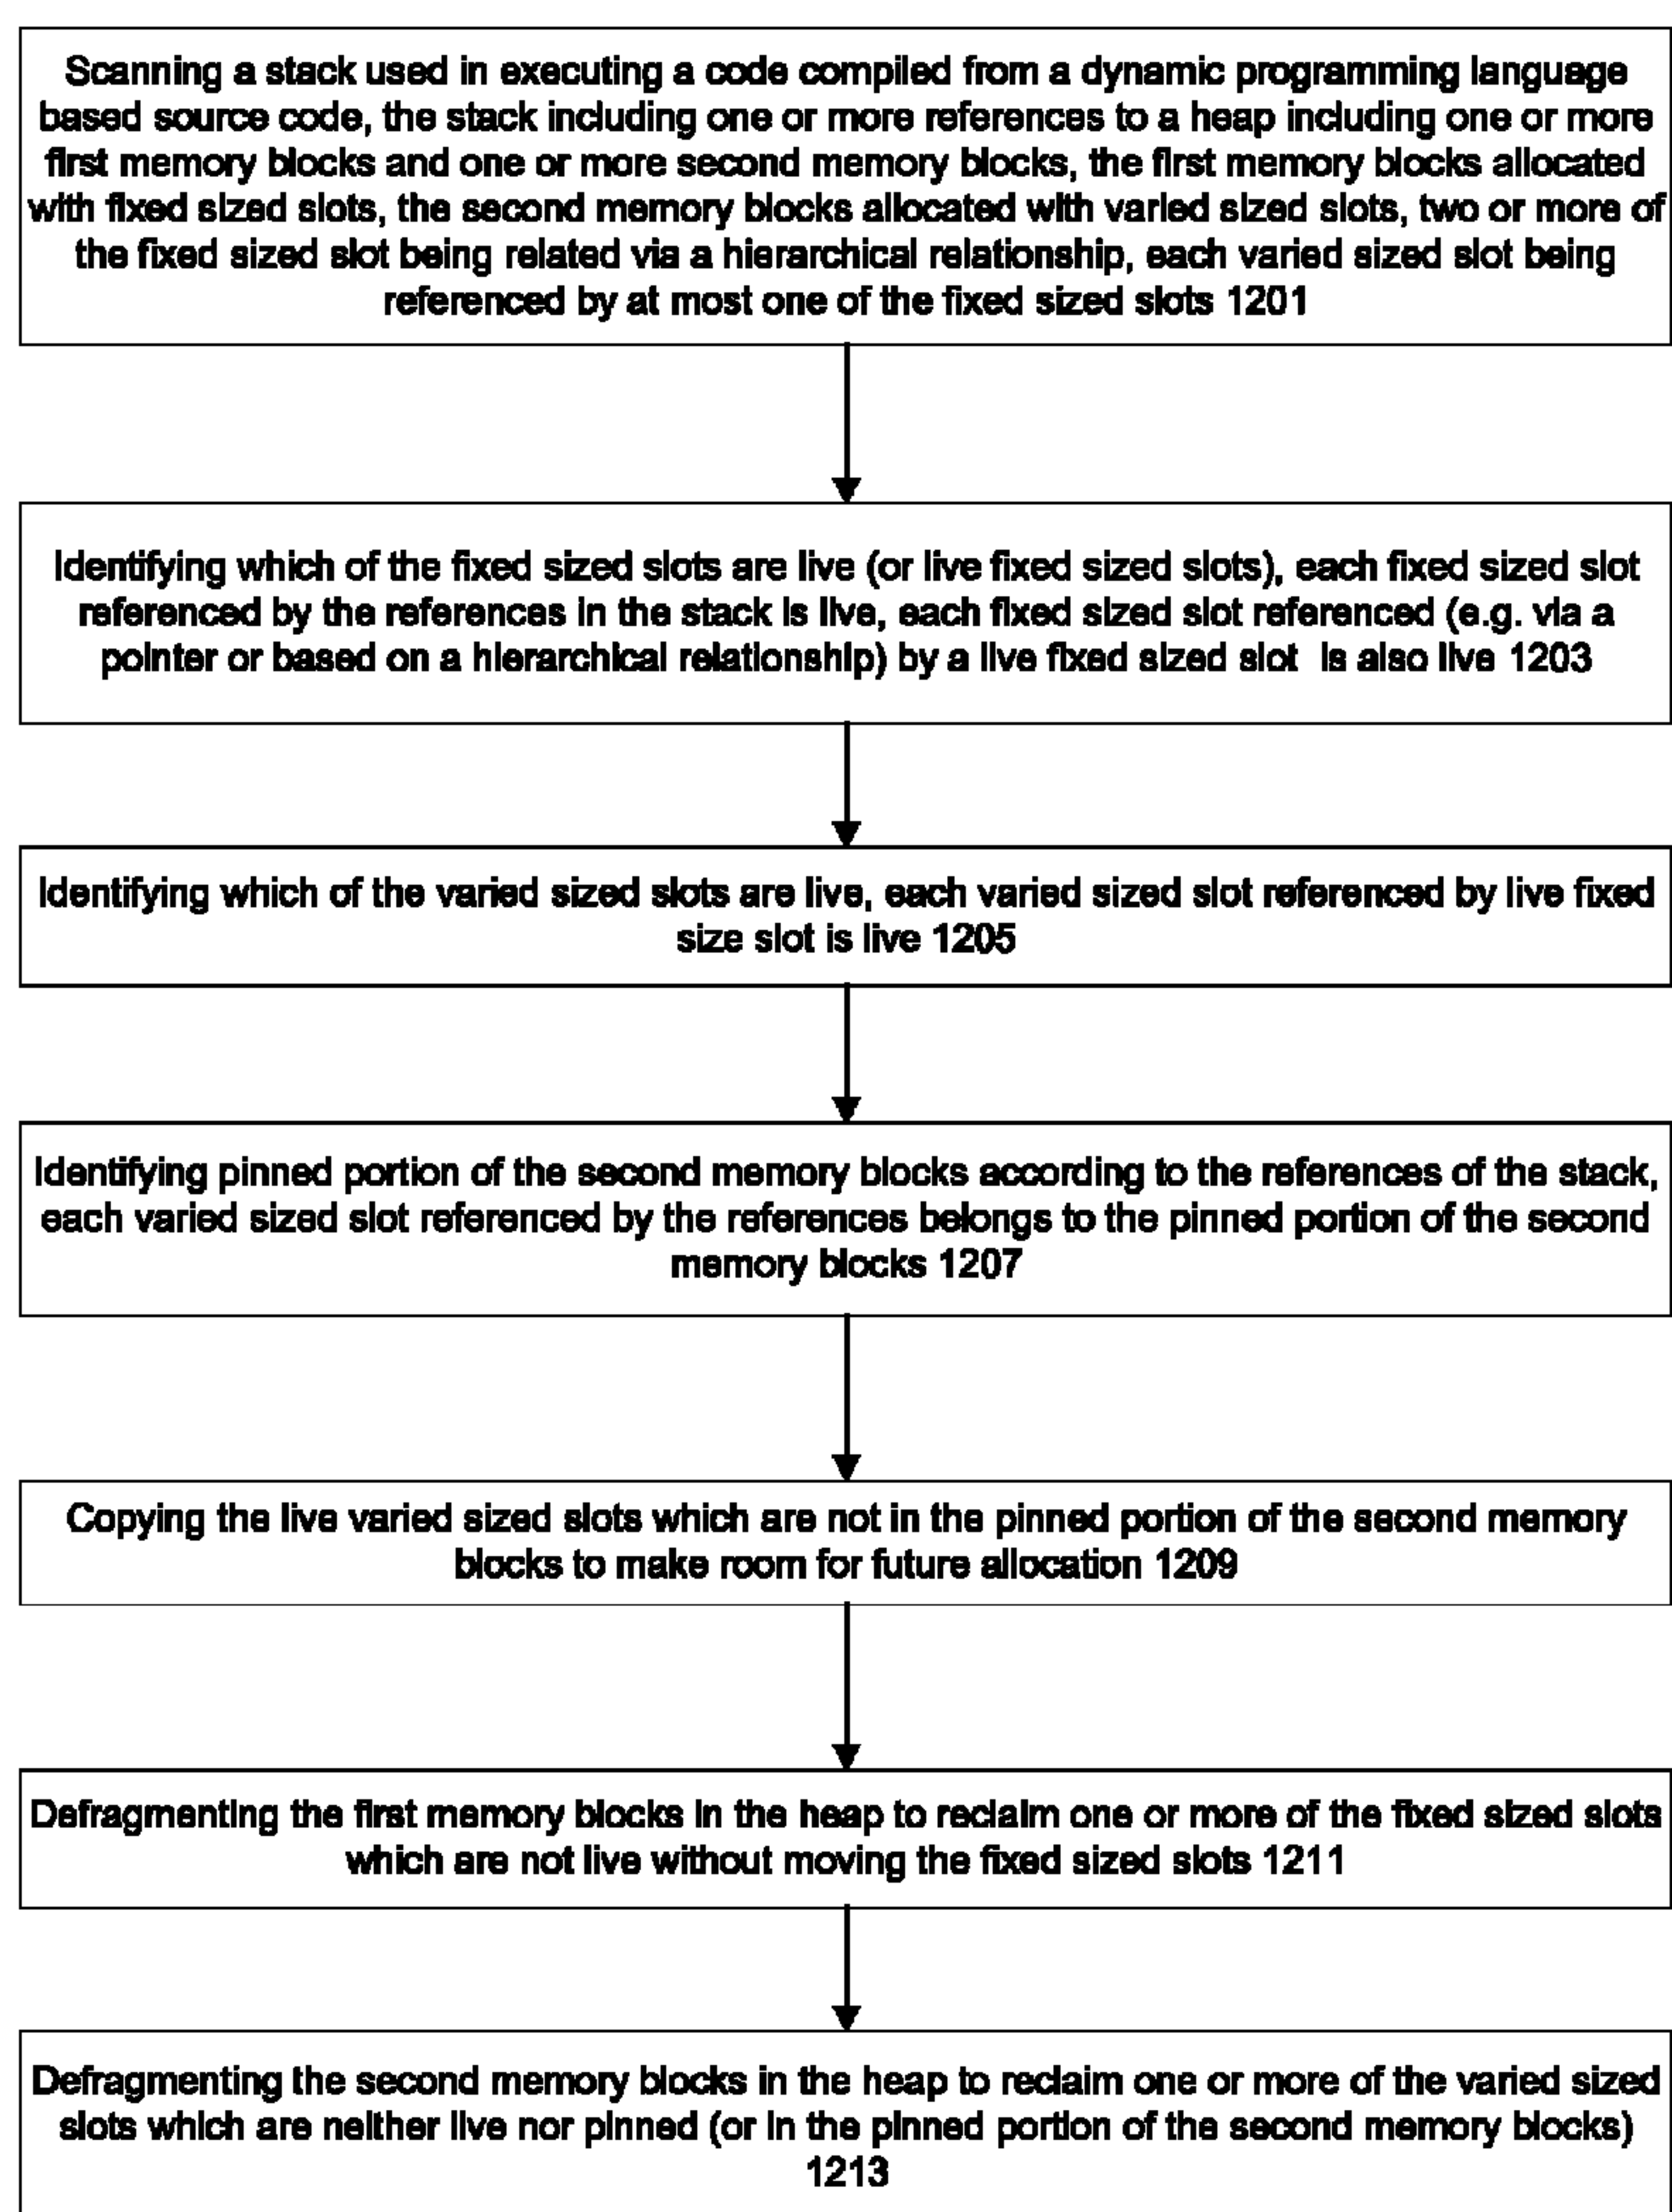 Scanning a stack used in executing a code compiled from a dynamic programming language
based source code, the stack including one or more references to a heap including one or more
first memory blocks and one or more second memory blocks, the first memory blocks allocated
with fixed sized slots, the second memory blocks allocated with varied sized slots, two or more of
the fixed sized slot being related via a hierarchical relationship, each varied sized slot being
referenced by at most one of the fixed sized slots 1201
Identifying which of the fixed sized slots are live (or live fixed sized slots), each fixed sized slot
referenced by the references in the stack is live, each fixed sized slot referenced (e.g. via a
pointer or based on a hierarchical relationship) by a live fixed sized slot is also live 1203
Identifying which of the varied sized slots are live, each varied sized slot referenced by live fixed
size slot is live 1205
Identifying pinned portion of the second memory blocks according to the references of the stack,
each varied sized slot referenced by the references belongs to the pinned portion of the second
memory blocks 1207
Copying the live varied sized slots which are not in the pinned portion of the second memory
blocks to make room for future allocation 1209
Defragmenting the first memory blocks in the heap to reclaim one or more of the fixed sized slots
which are not live without moving the fixed sized slots 1211
Defragmenting the second memory blocks in the heap to reclaim one or more of the varied sized
slots which are neither live nor pinned (or in the pinned portion of the second memory blocks)
1213